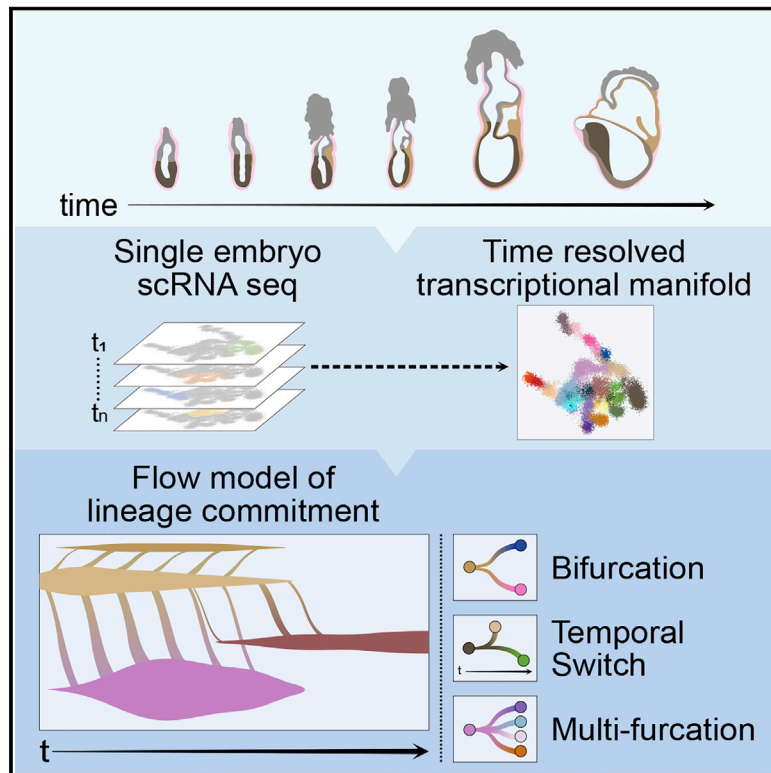 time
Single embryo
scRNA seq
Time resolved
transcriptional manifold
t1
tn
Flow model of
lineage commitment
t
Bifurcation
Temporal
Switch
t
Multi-furcation